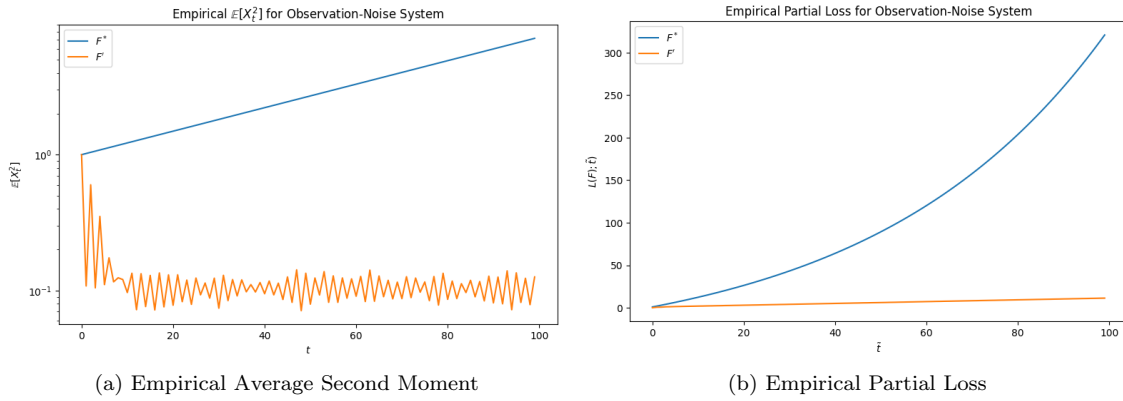 Empirical 𝔼[X_t^2] for Observation-Noise System
F*
F′
𝔼[X_t^2]
10^0
10^-1
0 20 40 60 80 100
t
(a) Empirical Average Second Moment
Empirical Partial Loss for Observation-Noise System
F*
F′
L(F); t̃)
300
250
200
150
100
50
0
0 20 40 60 80 100
t̃
(b) Empirical Partial Loss